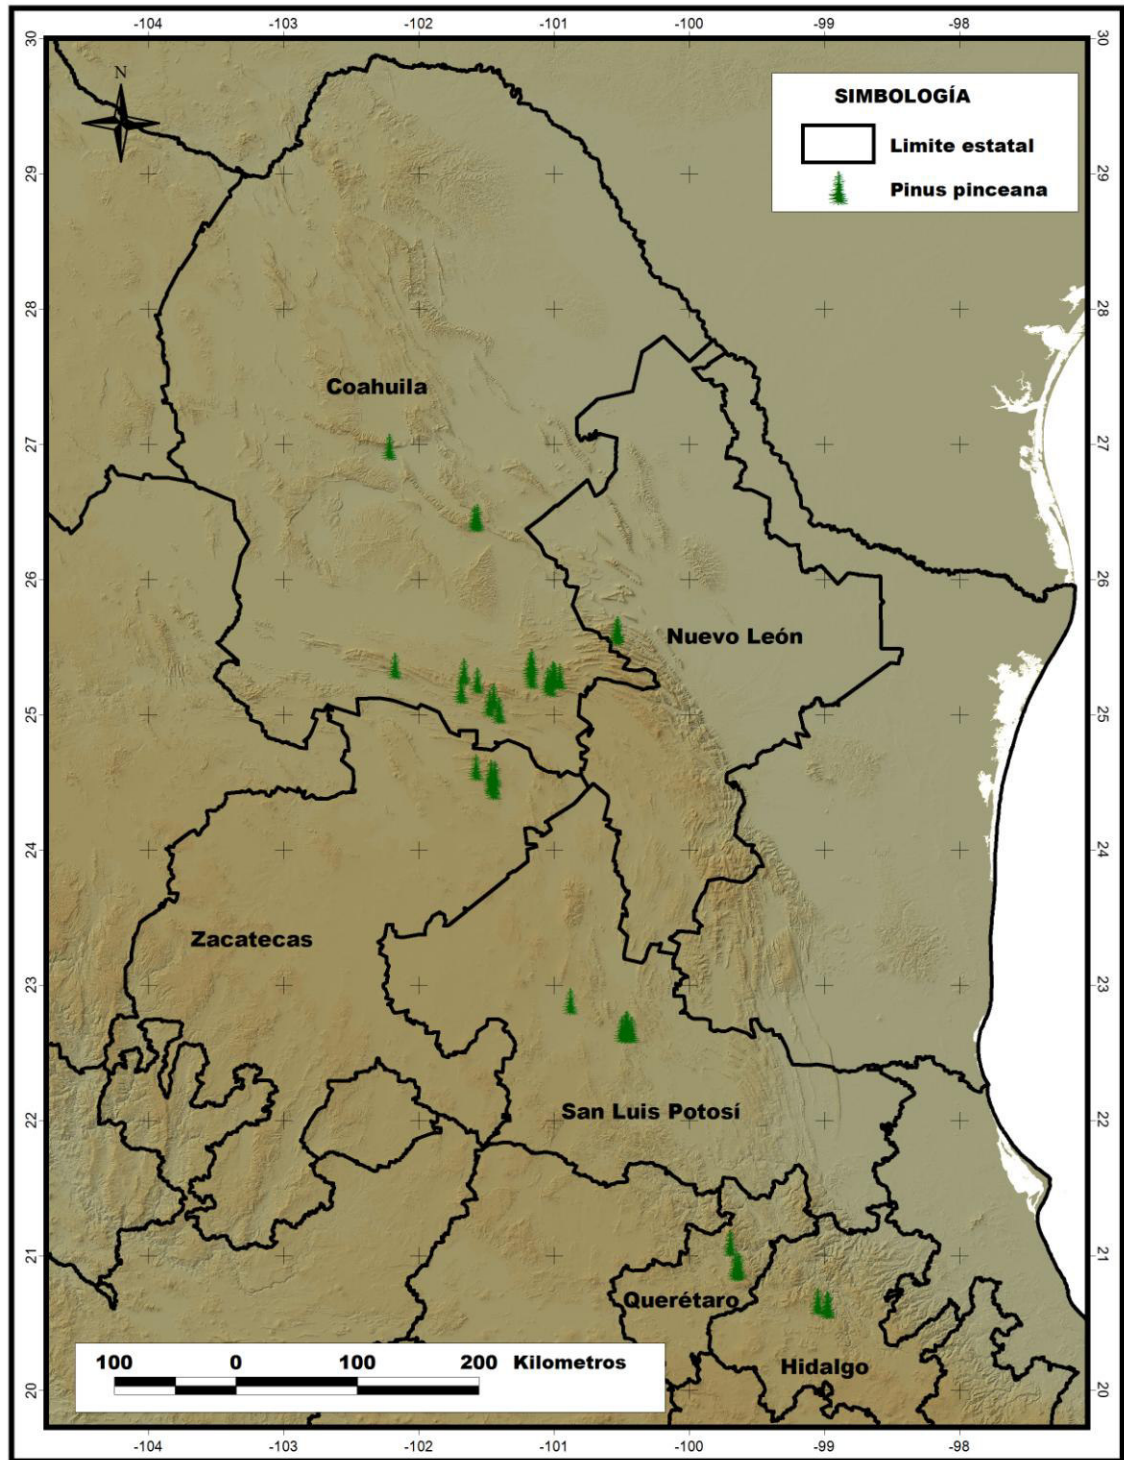 -104 -103 -102 -101 -100 -99 -98
30 30
N
SIMBOLOGÍA
Limite estatal
Pinus pinceana
29 29
28 28
Coahuila
27 27
26 26
Nuevo León
25 25
24 24
Zacatecas
23 23
San Luis Potosí
22 22
21 21
Querétaro
100 0 100 200 Kilometros
Hidalgo
20 20
-104 -103 -102 -101 -100 -99 -98